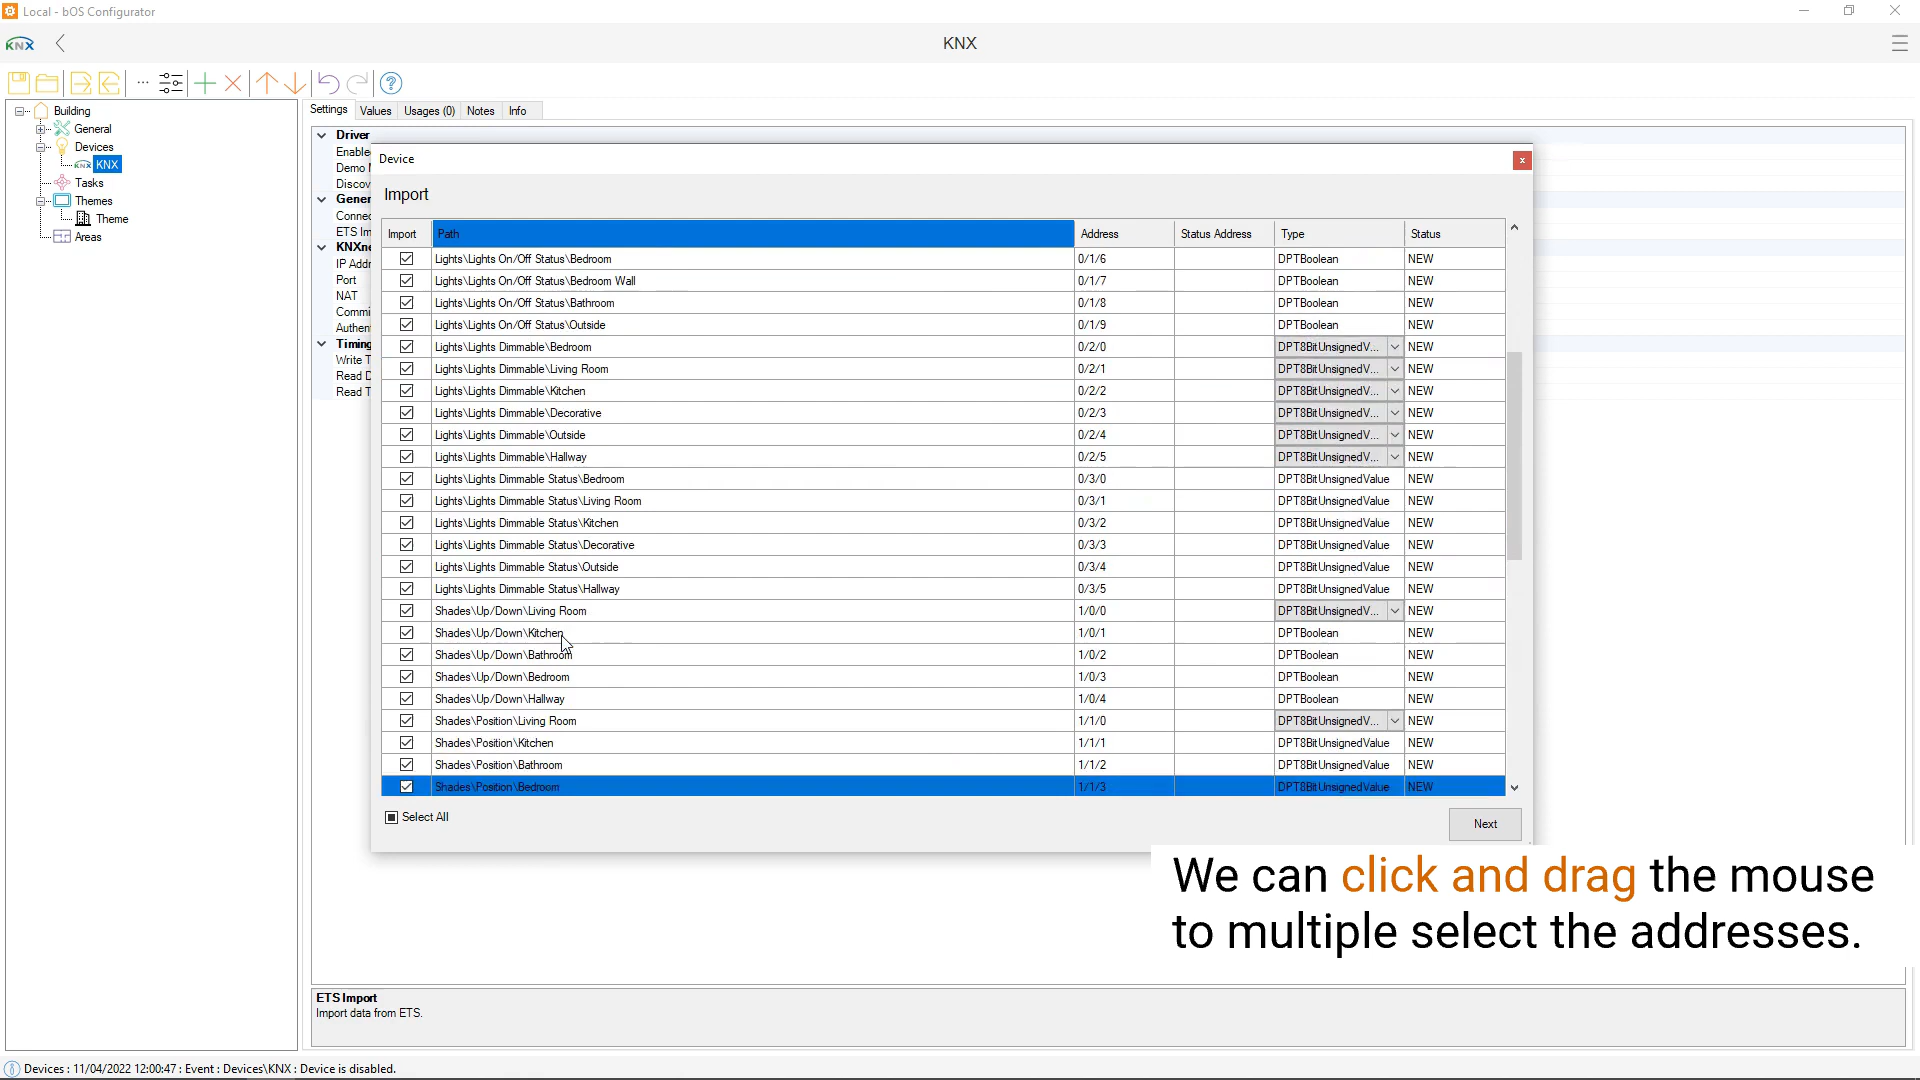 Local - bOS Configurator
KNX
KNX
Building
General
Devices
KNX
KNX
Tasks
Themes
Theme
Areas
Settings
Values
Usages (0)
Notes
Info
Driver
Enable
Demo
Discov
Gener
Connec
ETS Im
KNXne
IP Addr
Port
NAT
Commi
Authen
Timing
Write T
Read D
Read T
Device
x
Import
Import Path Address Status Address Type Status
Lights\Lights On/Off Status\Bedroom 0/1/6 DPTBoolean NEW
Lights\Lights On/Off Status\Bedroom Wall 0/1/7 DPTBoolean NEW
Lights\Lights On/Off Status\Bathroom 0/1/8 DPTBoolean NEW
Lights\Lights On/Off Status\Outside 0/1/9 DPTBoolean NEW
Lights\Lights Dimmable\Bedroom 0/2/0 DPT8BitUnsignedV... NEW
Lights\Lights Dimmable\Living Room 0/2/1 DPT8BitUnsignedV... NEW
Lights\Lights Dimmable\Kitchen 0/2/2 DPT8BitUnsignedV... NEW
Lights\Lights Dimmable\Decorative 0/2/3 DPT8BitUnsignedV... NEW
Lights\Lights Dimmable\Outside 0/2/4 DPT8BitUnsignedV... NEW
Lights\Lights Dimmable\Hallway 0/2/5 DPT8BitUnsignedV... NEW
Lights\Lights Dimmable Status\Bedroom 0/3/0 DPT8BitUnsignedValue NEW
Lights\Lights Dimmable Status\Living Room 0/3/1 DPT8BitUnsignedValue NEW
Lights\Lights Dimmable Status\Kitchen 0/3/2 DPT8BitUnsignedValue NEW
Lights\Lights Dimmable Status\Decorative 0/3/3 DPT8BitUnsignedValue NEW
Lights\Lights Dimmable Status\Outside 0/3/4 DPT8BitUnsignedValue NEW
Lights\Lights Dimmable Status\Hallway 0/3/5 DPT8BitUnsignedValue NEW
Shades\Up/Down\Living Room 1/0/0 DPT8BitUnsignedV... NEW
Shades\Up/Down\Kitchen 1/0/1 DPTBoolean NEW
Shades\Up/Down\Bathroom 1/0/2 DPTBoolean NEW
Shades\Up/Down\Bedroom 1/0/3 DPTBoolean NEW
Shades\Up/Down\Hallway 1/0/4 DPTBoolean NEW
Shades\Position\Living Room 1/1/0 DPT8BitUnsignedV... NEW
Shades\Position\Kitchen 1/1/1 DPT8BitUnsignedValue NEW
Shades\Position\Bathroom 1/1/2 DPT8BitUnsignedValue NEW
Shades\Position\Bedroom 1/1/3 DPT8BitUnsignedValue NEW
Select All
Next
We can click and drag the mouse
to multiple select the addresses.
ETS Import
Import data from ETS.
Devices : 11/04/2022 12:00:47 : Event : Devices\KNX : Device is disabled.